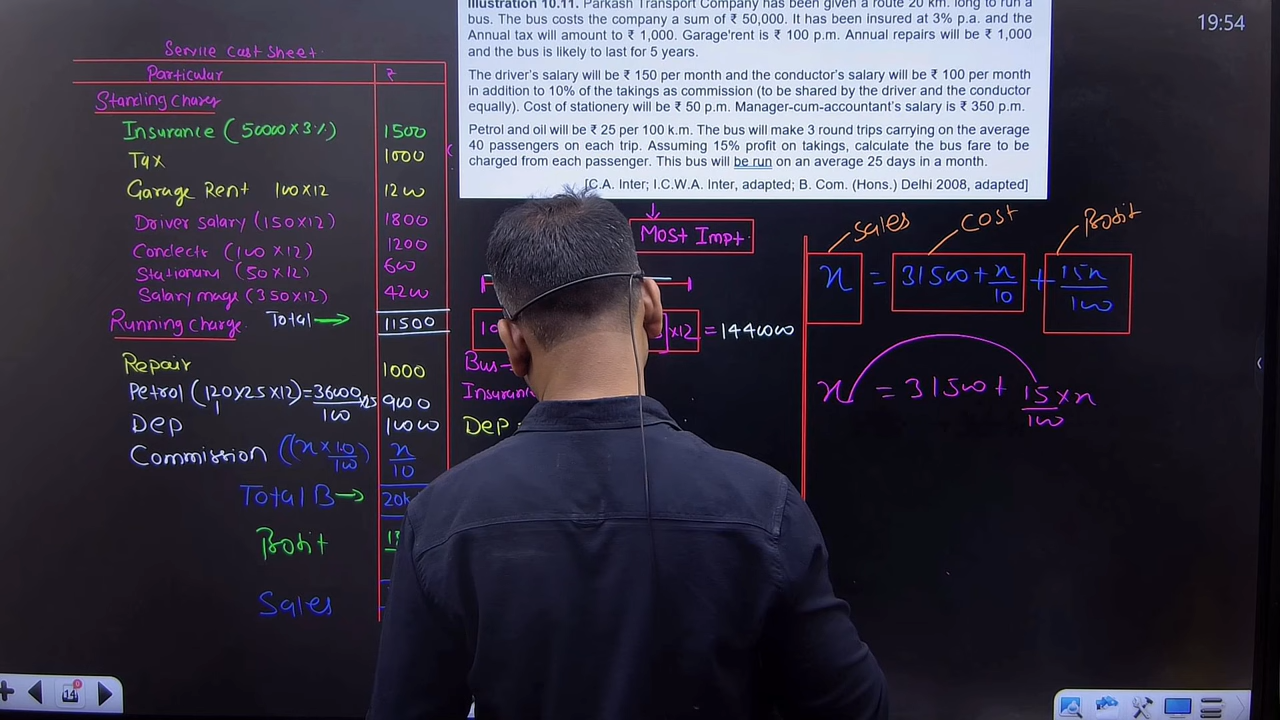 Illustration 10.11. Parkash Transport Company has been given a route 20 km. long to run a
bus. The bus costs the company a sum of ₹ 50,000. It has been insured at 3% p.a. and the
Annual tax will amount to ₹ 1,000. Garage'rent is ₹ 100 p.m. Annual repairs will be ₹ 1,000
and the bus is likely to last for 5 years.
The driver's salary will be ₹ 150 per month and the conductor's salary will be ₹ 100 per month
in addition to 10% of the takings as commission (to be shared by the driver and the conductor
equally). Cost of stationery will be ₹ 50 p.m. Manager-cum-accountant's salary is ₹ 350 p.m.
Petrol and oil will be ₹ 25 per 100 k.m. The bus will make 3 round trips carrying on the average
40 passengers on each trip. Assuming 15% profit on takings, calculate the bus fare to be
charged from each passenger. This bus will be run on an average 25 days in a month.
[C.A. Inter; I.C.W.A. Inter, adapted; B. Com. (Hons.) Delhi 2008, adapted]
19:54
Service Cost Sheet
Particular ₹
Standing Charges
Insurance (50000×3%) 1500
Tax 1000
Garage Rent 100×12 1200
Driver salary (150×12) 1800
Conductr (100×12) 1200
Stationary (50×12) 600
Salary mage (350×12) 4200
Total → 11500
Running charge
Repair 1000
Petrol (120×25×12)=36000/100 ×25 9000
Dep 10000
Commission ((x×10/100) x/10
Total B→
Profit
Sales
Most Impt.
×12 = 1440000
Bus
Dep
Sales Cost Profit
x = 31500+x/10 + 15x/100
x = 31500+ 15/100×x
14